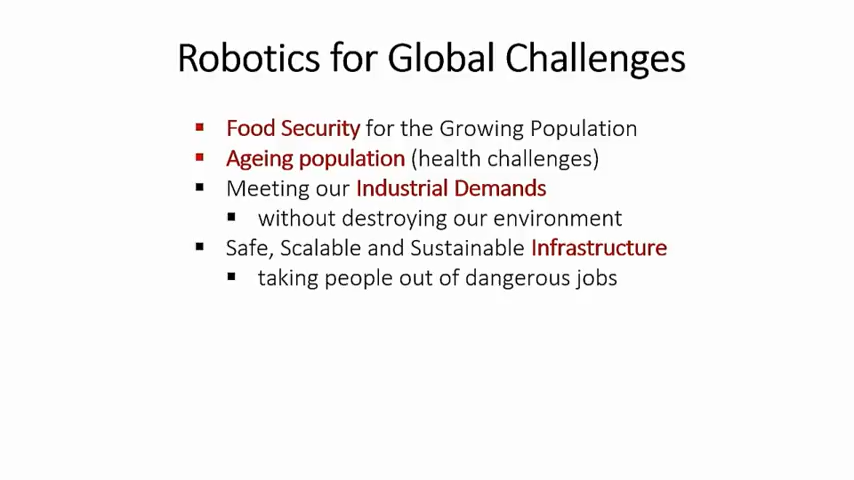 Robotics for Global Challenges
▪ Food Security for the Growing Population
▪ Ageing population (health challenges)
▪ Meeting our Industrial Demands
▪ without destroying our environment
▪ Safe, Scalable and Sustainable Infrastructure
▪ taking people out of dangerous jobs